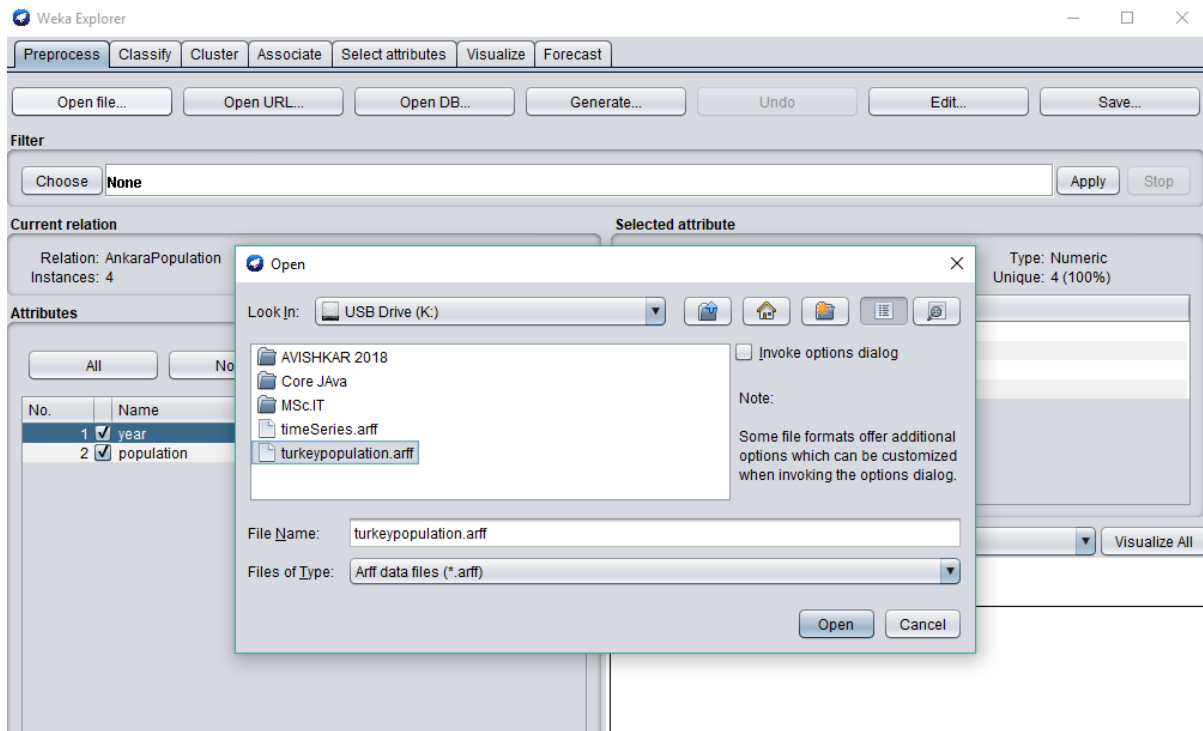 Weka Explorer
Preprocess Classify Cluster Associate Select attributes Visualize Forecast
Open file... Open URL... Open DB... Generate... Undo Edit... Save...
Filter
Choose None Apply Stop
Current relation
Relation: AnkaraPopulation
Instances: 4
Selected attribute
Type: Numeric
Unique: 4 (100%)
Attributes
All No
No. Name
1 year
2 population
Open
Look In: USB Drive (K:)
AVISHKAR 2018
Core JAva
MSc.IT
timeSeries.arff
turkeypopulation.arff
Invoke options dialog
Note:
Some file formats offer additional
options which can be customized
when invoking the options dialog.
File Name: turkeypopulation.arff
Files of Type: Arff data files (*.arff)
Open Cancel
Visualize All